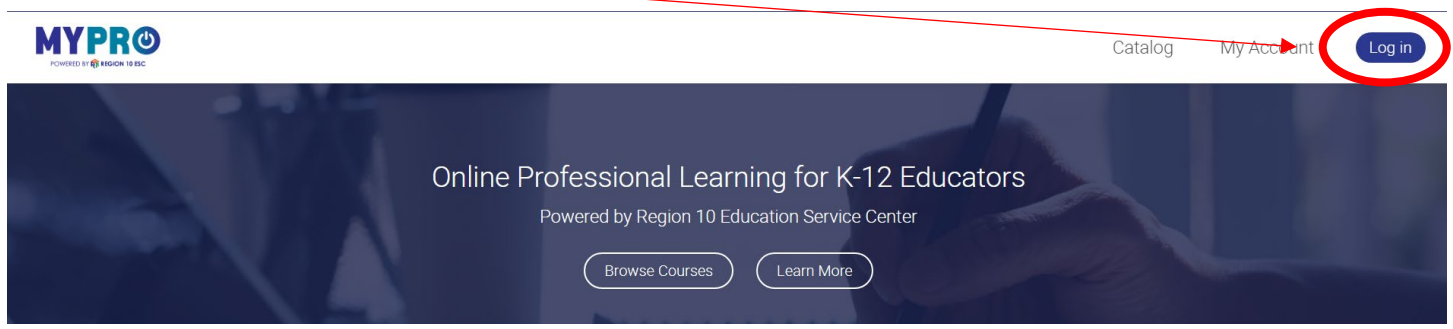 MYPRO
POWERED BY REGION 10 ESC
Catalog My Account Log in
Online Professional Learning for K-12 Educators
Powered by Region 10 Education Service Center
Browse Courses Learn More